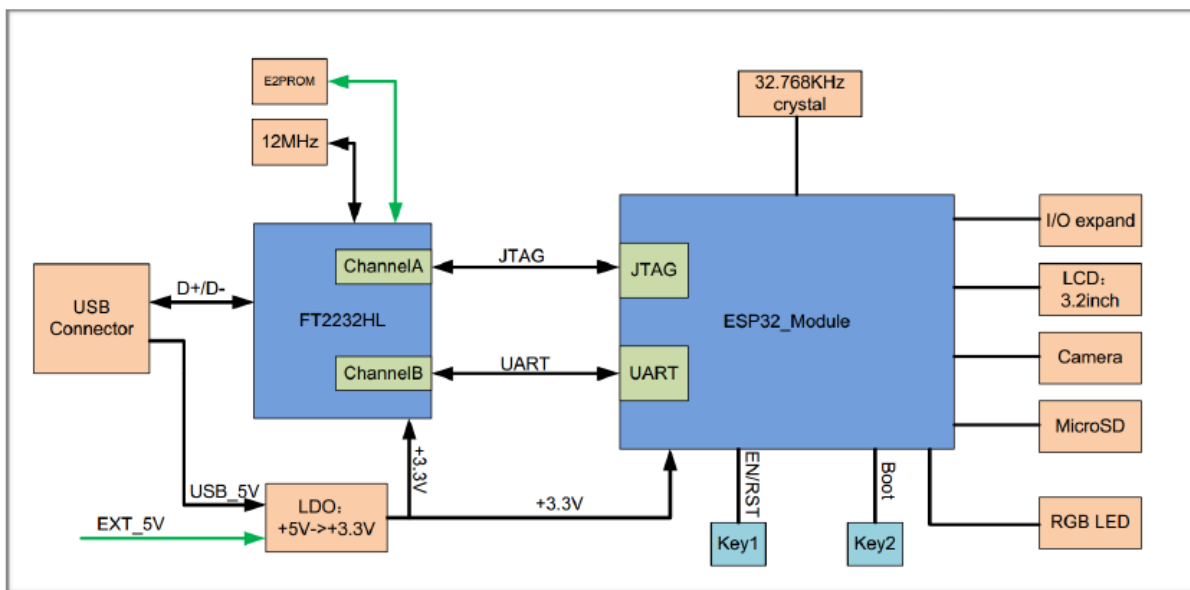 E2PROM
12MHz
32.768KHz
crystal
USB
Connector
D+/D-
FT2232HL
ChannelA
ChannelB
JTAG
UART
JTAG
UART
ESP32_Module
I/O expand
LCD：
3.2inch
Camera
MicroSD
RGB LED
USB_5V
EXT_5V
LDO：
+5V->+3.3V
+3.3V
+3.3V
EN/RST
Boot
Key1
Key2